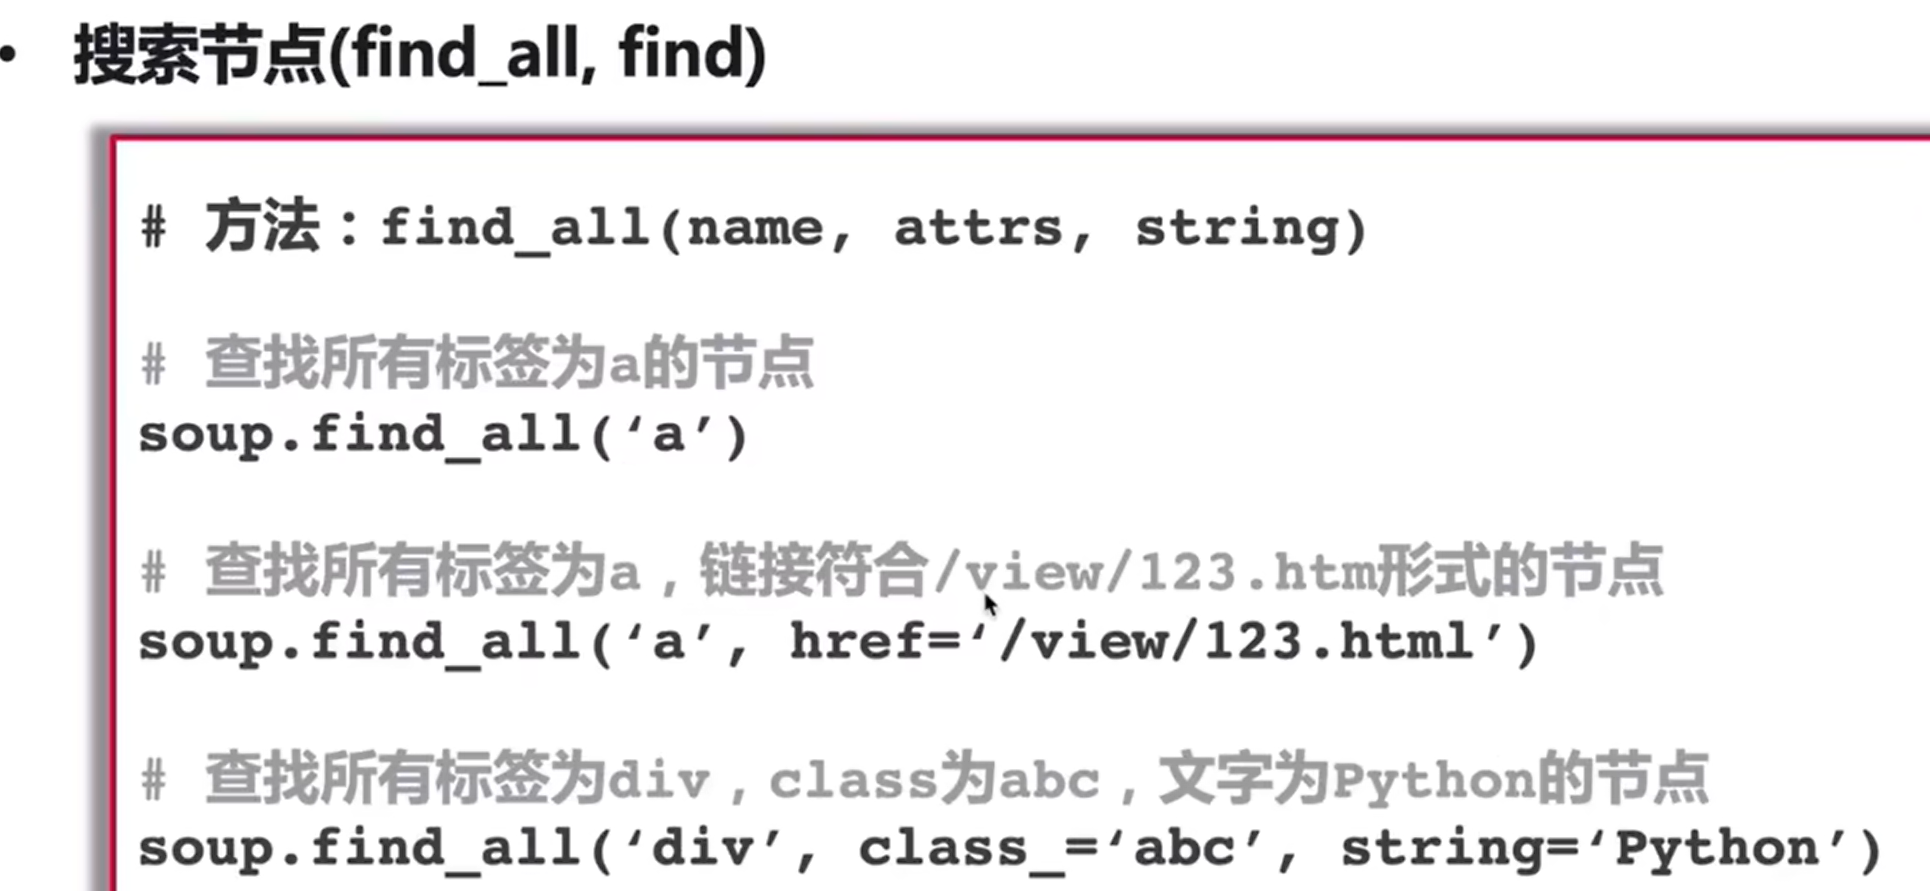 • 搜索节点(find_all, find)
# 方法：find_all(name, attrs, string)
# 查找所有标签为a的节点
soup.find_all(‘a’)
# 查找所有标签为a，链接符合/view/123.htm形式的节点
soup.find_all(‘a’, href=‘/view/123.html’)
# 查找所有标签为div，class为abc，文字为Python的节点
soup.find_all(‘div’, class_=‘abc’, string=‘Python’)